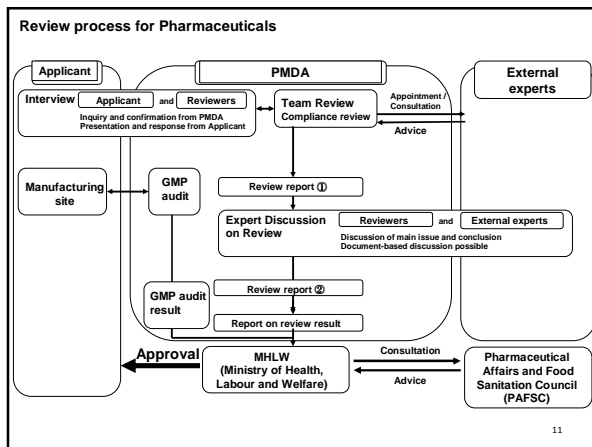 Review process for Pharmaceuticals
Applicant
PMDA
External
experts
Interview
Applicant
and
Reviewers
Inquiry and confirmation from PMDA
Presentation and response from Applicant
Team Review
Compliance review
Appointment /
Consultation
Advice
Manufacturing
site
GMP
audit
Review report ①
Expert Discussion
on Review
Reviewers
and
External experts
Discussion of main issue and conclusion
Document-based discussion possible
GMP audit
result
Review report ②
Report on review result
Approval
MHLW
(Ministry of Health,
Labour and Welfare)
Consultation
Advice
Pharmaceutical
Affairs and Food
Sanitation Council
(PAFSC)
11